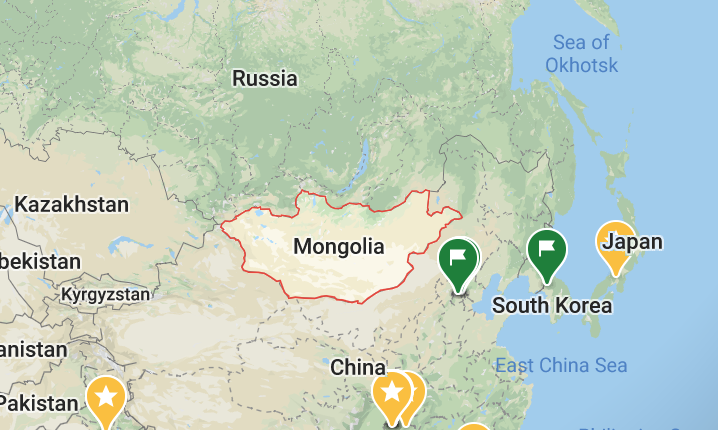 Sea of
Okhotsk
Russia
Kazakhstan
Japan
Mongolia
bekistan
Kyrgyzstan
South Korea
anistan
China
East China Sea
Pakistan